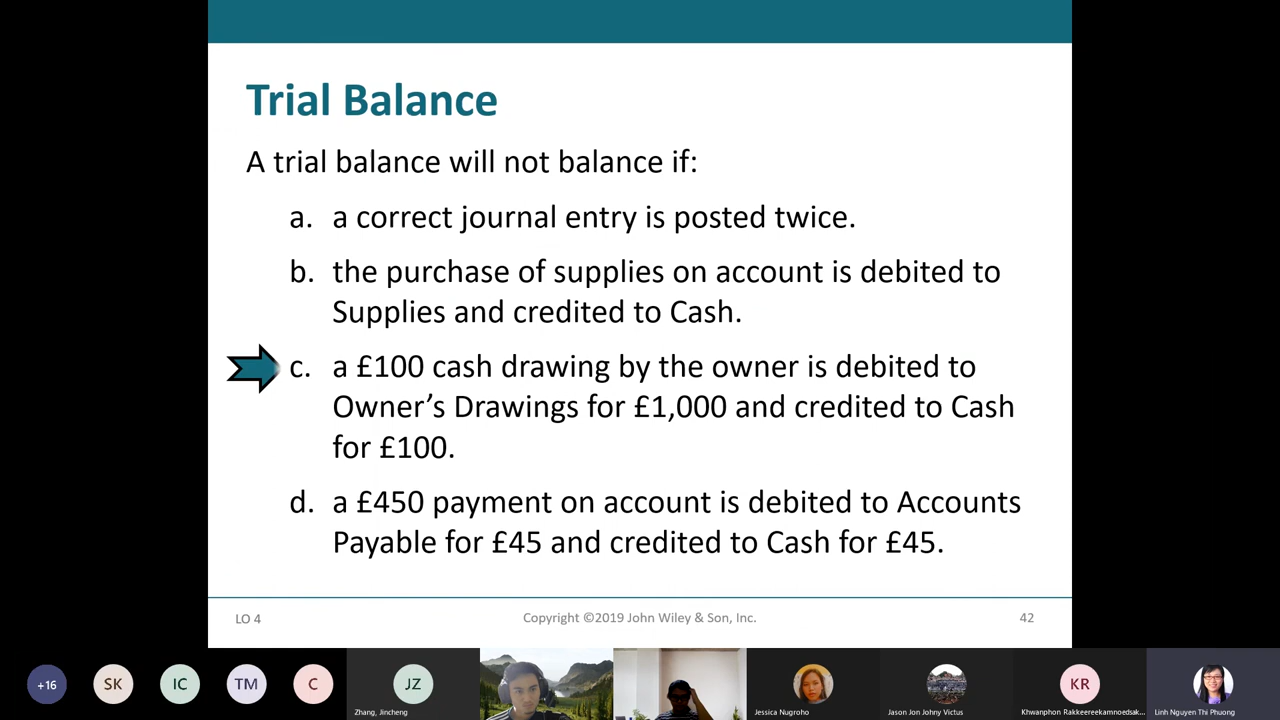 Trial Balance
A trial balance will not balance if:
a. a correct journal entry is posted twice.
b. the purchase of supplies on account is debited to
Supplies and credited to Cash.
c. a £100 cash drawing by the owner is debited to
Owner’s Drawings for £1,000 and credited to Cash
for £100.
d. a £450 payment on account is debited to Accounts
Payable for £45 and credited to Cash for £45.
LO 4
Copyright ©2019 John Wiley & Son, Inc.
42
+16
SK
IC
TM
C
JZ
KR
Zhang, Jincheng
Jessica Nugroho
Jason Jon Johny Victus
Khwanphon Rakkeereekamnoedsak...
Linh Nguyen Thi Phuong